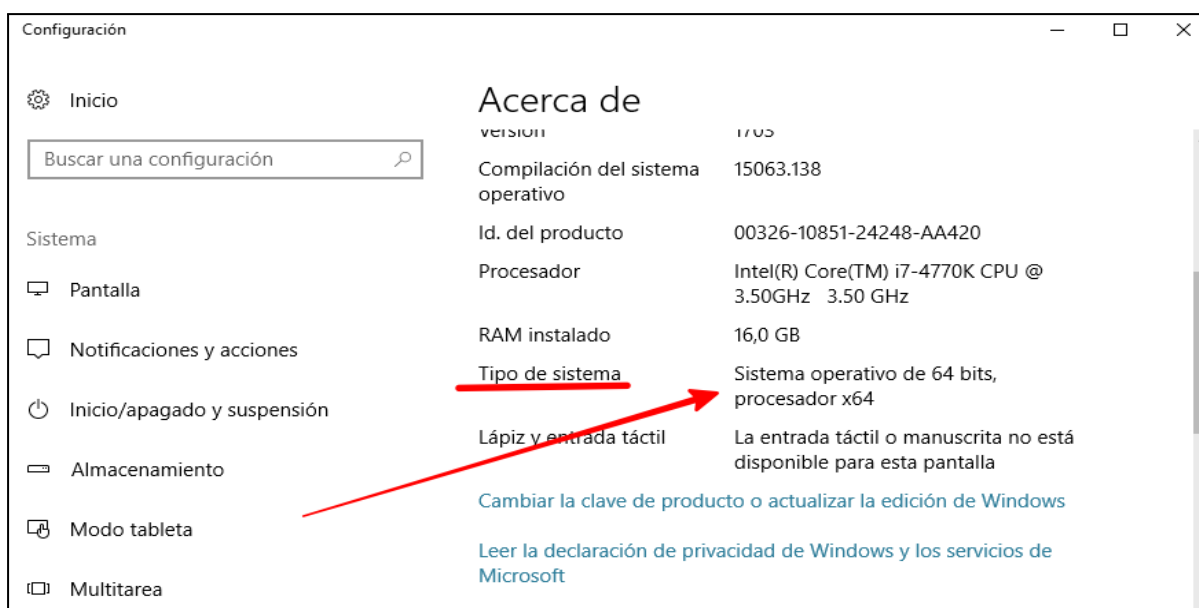 Configuración
Inicio
Buscar una configuración
Sistema
Pantalla
Notificaciones y acciones
Inicio/apagado y suspensión
Almacenamiento
Modo tableta
Multitarea
Acerca de
Versión 1703
Compilación del sistema 15063.138
operativo
Id. del producto 00326-10851-24248-AA420
Procesador Intel(R) Core(TM) i7-4770K CPU @
3.50GHz 3.50 GHz
RAM instalado 16,0 GB
Tipo de sistema Sistema operativo de 64 bits,
procesador x64
Lápiz y entrada táctil La entrada táctil o manuscrita no está
disponible para esta pantalla
Cambiar la clave de producto o actualizar la edición de Windows
Leer la declaración de privacidad de Windows y los servicios de
Microsoft